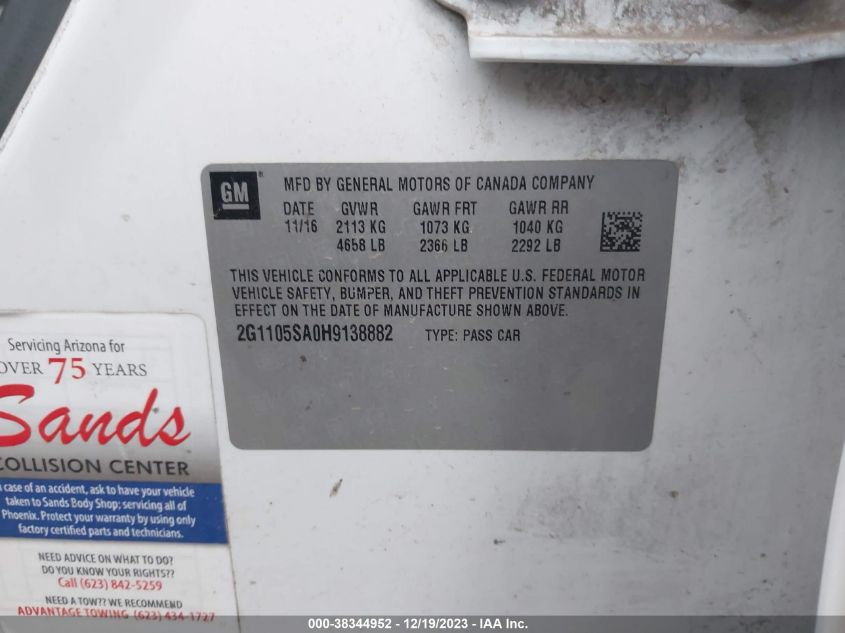 GM ®
MFD BY GENERAL MOTORS OF CANADA COMPANY
DATE GVWR GAWR FRT GAWR RR
11/16 2113 KG 1073 KG 1040 KG
4658 LB 2366 LB 2292 LB
THIS VEHICLE CONFORMS TO ALL APPLICABLE U.S. FEDERAL MOTOR
VEHICLE SAFETY, BUMPER, AND THEFT PREVENTION STANDARDS IN
EFFECT ON THE DATE OF MANUFACTURE SHOWN ABOVE.
2G1105SA0H9138882 TYPE: PASS CAR
Servicing Arizona for
OVER 75 YEARS
Sands
COLLISION CENTER
case of an accident, ask to have your vehicle
taken to Sands Body Shop; servicing all of
Phoenix. Protect your warranty by using only
factory certified parts and technicians.
NEED ADVICE ON WHAT TO DO?
DO YOU KNOW YOUR RIGHTS??
Call (623) 842-5259
NEED A TOW?? WE RECOMMEND
ADVANTAGE TOWING (623) 434-1727
000-38344952 - 12/19/2023 - IAA Inc.